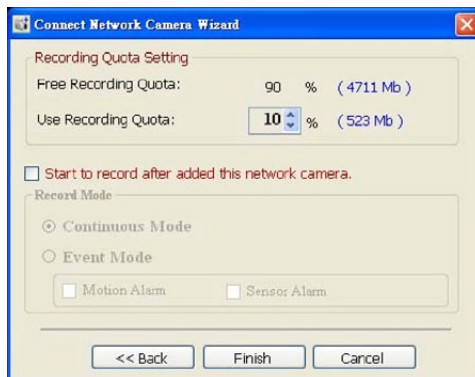 Connect Network Camera Wizard
Recording Quota Setting
Free Recording Quota: 90 % ( 4711 Mb )
Use Recording Quota: 10 % ( 523 Mb )
Start to record after added this network camera.
Record Mode
Continuous Mode
Event Mode
Motion Alarm Sensor Alarm
<< Back Finish Cancel